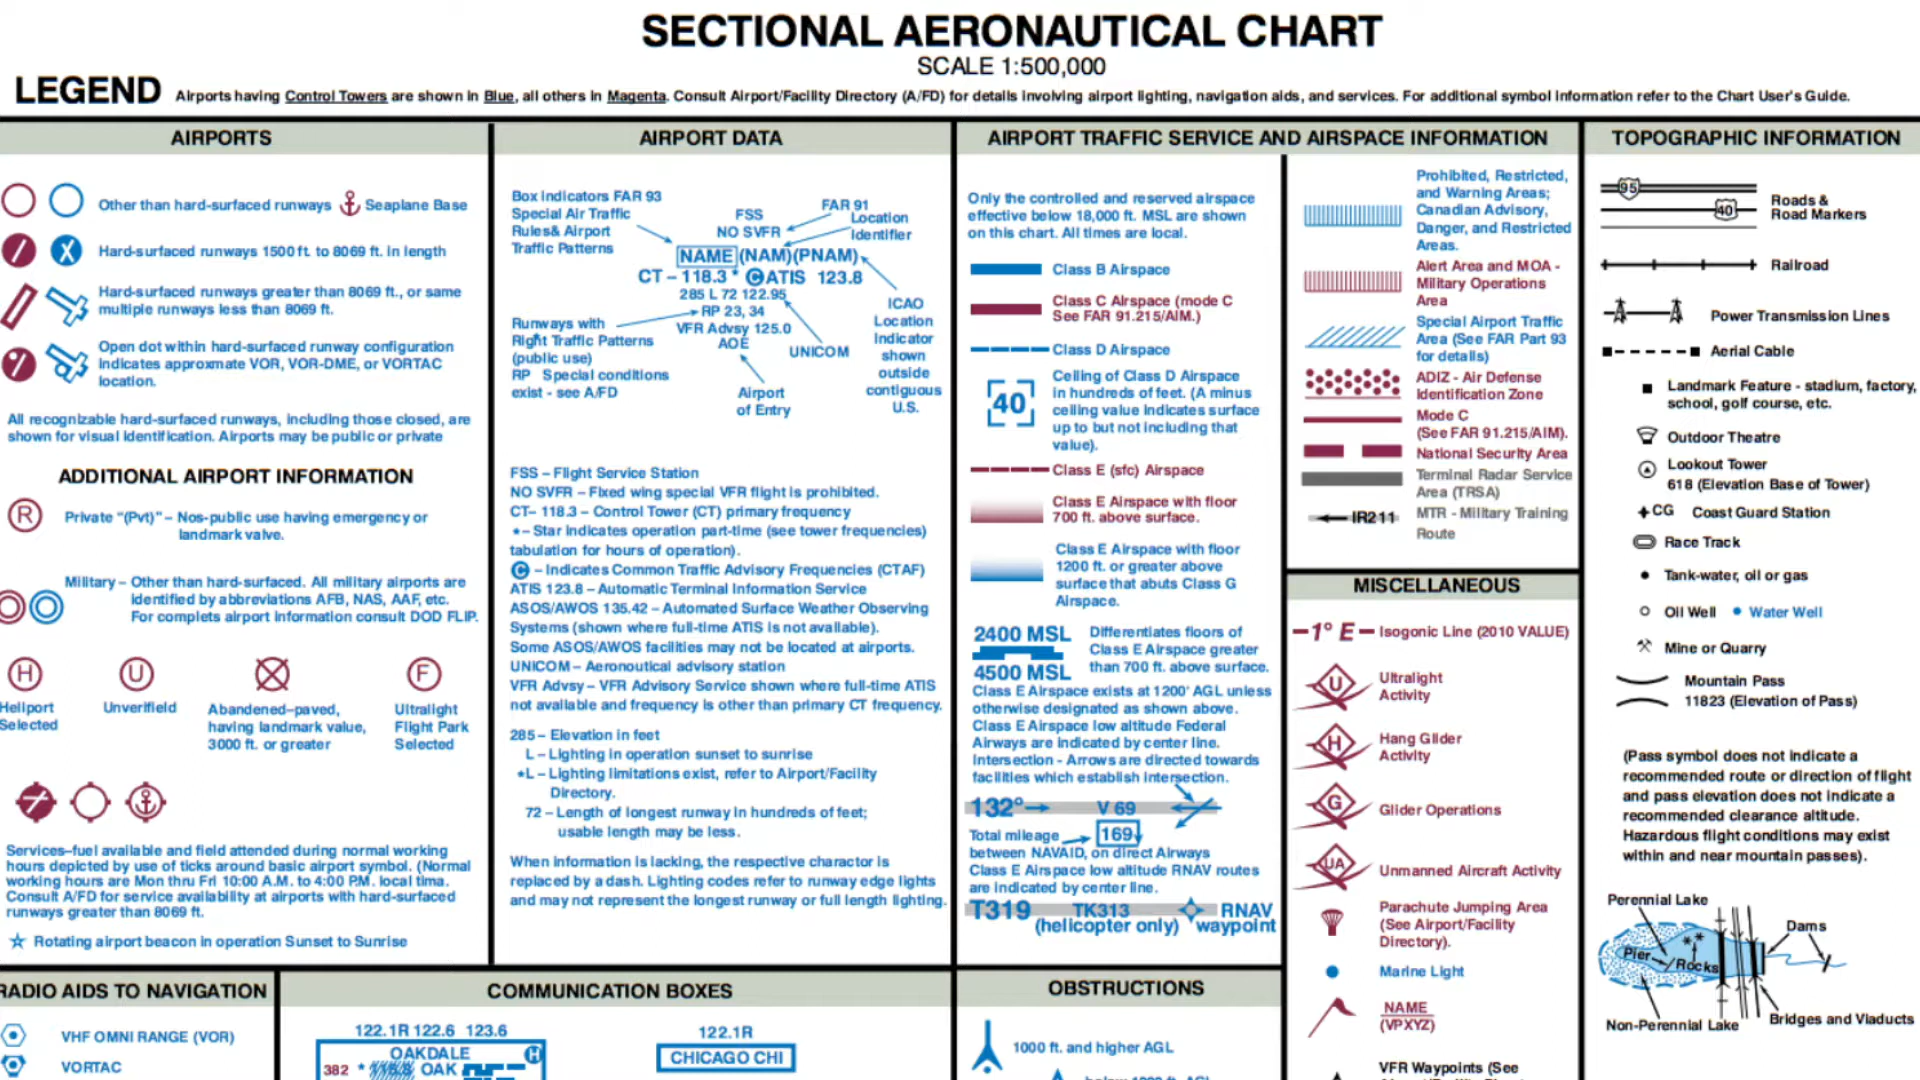 SECTIONAL AERONAUTICAL CHART
SCALE 1:500,000
LEGEND
Airports having Control Towers are shown in Blue, all others in Magenta. Consult Airport/Facility Directory (A/FD) for details involving airport lighting, navigation aids, and services. For additional symbol information refer to the Chart User's Guide.
AIRPORTS
Other than hard-surfaced runways
Seaplane Base
Hard-surfaced runways 1500 ft. to 8069 ft. in length
Hard-surfaced runways greater than 8069 ft., or same
multiple runways less than 8069 ft.
Open dot within hard-surfaced runway configuration
indicates approxmate VOR, VOR-DME, or VORTAC
location.
All recognizable hard-surfaced runways, including those closed, are
shown for visual identification. Airports may be public or private
ADDITIONAL AIRPORT INFORMATION
R
Private "(Pvt)" – Nos-public use having emergency or
landmark valve.
Military – Other than hard-surfaced. All military airports are
identified by abbreviations AFB, NAS, AAF, etc.
For complete airport information consult DOD FLIP.
H
U
F
Heliport
Selected
Unverifield
Abandoned–paved,
having landmark value,
3000 ft. or greater
Ultralight
Flight Park
Selected
Services–fuel available and field attended during normal working
hours depicted by use of ticks around basic airport symbol. (Normal
working hours are Mon thru Fri 10:00 A.M. to 4:00 P.M. local tima.
Consult A/FD for service availability at airports with hard-surfaced
runways greater than 8069 ft.
Rotating airport beacon in operation Sunset to Sunrise
AIRPORT DATA
Box indicators FAR 93
Special Air Traffic
Rules& Airport
Traffic Patterns
FSS
NO SVFR
FAR 91
Location
Identifier
NAME (NAM)(PNAM)
CT – 118.3 * C ATIS 123.8
285 L 72 122.95
RP 23, 34
VFR Advsy 125.0
AOE
Runways with
Right Traffic Patterns
(public use)
RP Special conditions
exist - see A/FD
UNICOM
Airport
of Entry
ICAO
Location
Indicator
shown
outside
contiguous
U.S.
FSS – Flight Service Station
NO SVFR – Fixed wing special VFR flight is prohibited.
CT– 118.3 – Control Tower (CT) primary frequency
* – Star indicates operation part-time (see tower frequencies)
tabulation for hours of operation).
C – Indicates Common Traffic Advisory Frequencies (CTAF)
ATIS 123.8 – Automatic Terminal Information Service
ASOS/AWOS 135.42 – Automated Surface Weather Observing
Systems (shown where full-time ATIS is not available).
Some ASOS/AWOS facilities may not be located at airports.
UNICOM – Aeronoutical advisory station
VFR Advsy – VFR Advisory Service shown where full-time ATIS
not available and frequency is other than primary CT frequency.
285 – Elevation in feet
L – Lighting in operation sunset to sunrise
*L – Lighting limitations exist, refer to Airport/Facility
Directory.
72 – Length of longest runway in hundreds of feet;
usable length may be less.
When information is lacking, the respective charactor is
replaced by a dash. Lighting codes refer to runway edge lights
and may not represent the longest runway or full length lighting.
AIRPORT TRAFFIC SERVICE AND AIRSPACE INFORMATION
Only the controlled and reserved airspace
effective below 18,000 ft. MSL are shown
on this chart. All times are local.
Class B Airspace
Class C Airspace (mode C
See FAR 91.215/AIM.)
Class D Airspace
40
Ceiling of Class D Airspace
in hundreds of feet. (A minus
ceiling value indicates surface
up to but not including that
value).
Class E (sfc) Airspace
Class E Airspace with floor
700 ft. above surface.
Class E Airspace with floor
1200 ft. or greater above
surface that abuts Class G
Airspace.
2400 MSL
4500 MSL
Differentiates floors of
Class E Airspace greater
than 700 ft. above surface.
Class E Airspace exists at 1200' AGL unless
otherwise designated as shown above.
Class E Airspace low altitude Federal
Airways are indicated by center line.
Intersection - Arrows are directed towards
facilities which establish intersection.
132° V 69
169
Total mileage
between NAVAID, on direct Airways
Class E Airspace low altitude RNAV routes
are indicated by center line.
T319 TK313 RNAV
(helicopter only) waypoint
Prohibited, Restricted,
and Warning Areas;
Canadian Advisory,
Danger, and Restricted
Areas.
Alert Area and MOA -
Military Operations
Area
Special Airport Traffic
Area (See FAR Part 93
for details)
ADIZ - Air Defense
Identification Zone
Mode C
(See FAR 91.215/AIM).
National Security Area
Terminal Radar Service
Area (TRSA)
IR211
MTR - Military Training
Route
MISCELLANEOUS
1° E
Isogonic Line (2010 VALUE)
U
Ultralight
Activity
H
Hang Glider
Activity
G
Glider Operations
UA
Unmanned Aircraft Activity
Parachute Jumping Area
(See Airport/Facility
Directory).
Marine Light
NAME
(VPXYZ)
VFR Waypoints (See
TOPOGRAPHIC INFORMATION
95
40
Roads &
Road Markers
Railroad
Power Transmission Lines
Aerial Cable
Landmark Feature - stadium, factory,
school, golf course, etc.
Outdoor Theatre
Lookout Tower
618 (Elevation Base of Tower)
CG Coast Guard Station
Race Track
Tank-water, oil or gas
Oil Well
Water Well
Mine or Quarry
Mountain Pass
11823 (Elevation of Pass)
(Pass symbol does not indicate a
recommended route or direction of flight
and pass elevation does not indicate a
recommended clearance altitude.
Hazardous flight conditions may exist
within and near mountain passes).
Perennial Lake
Dams
Pier
Rocks
Non-Perennial Lake
Bridges and Viaducts
RADIO AIDS TO NAVIGATION
VHF OMNI RANGE (VOR)
VORTAC
COMMUNICATION BOXES
122.1R 122.6 123.6
OAKDALE H
382 * OAK
122.1R
CHICAGO CHI
OBSTRUCTIONS
1000 ft. and higher AGL